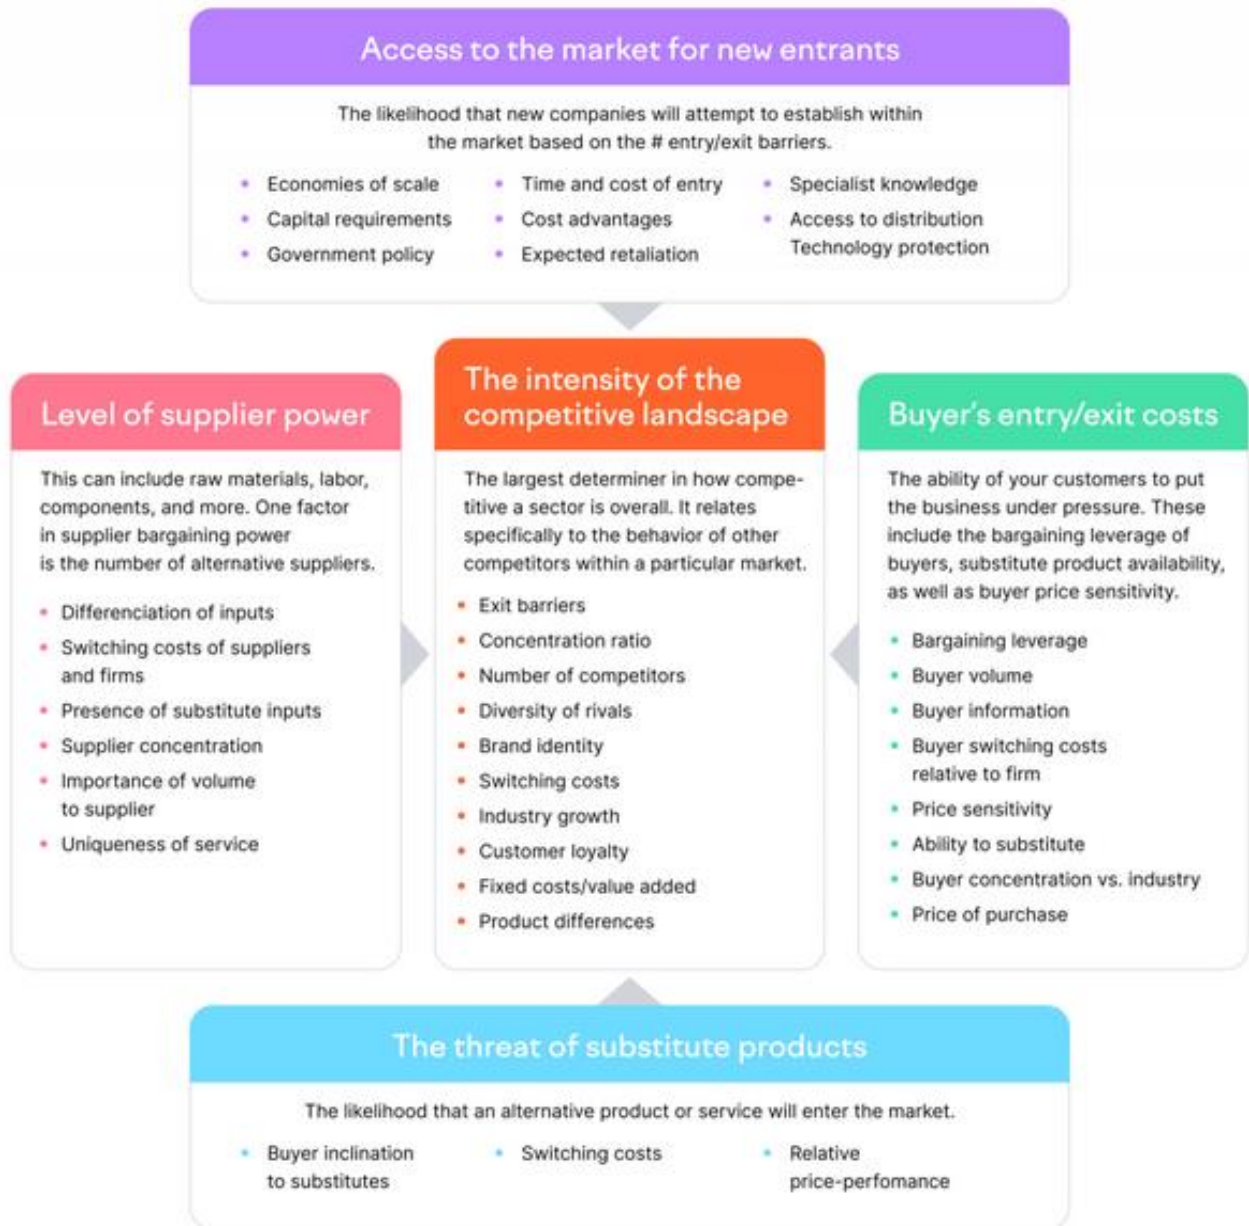 Access to the market for new entrants
The likelihood that new companies will attempt to establish within
the market based on the # entry/exit barriers.
• Economies of scale
• Capital requirements
• Government policy
• Time and cost of entry
• Cost advantages
• Expected retaliation
• Specialist knowledge
• Access to distribution
Technology protection
Level of supplier power
This can include raw materials, labor,
components, and more. One factor
in supplier bargaining power
is the number of alternative suppliers.
• Differenciation of inputs
• Switching costs of suppliers
and firms
• Presence of substitute inputs
• Supplier concentration
• Importance of volume
to supplier
• Uniqueness of service
The intensity of the
competitive landscape
The largest determiner in how compe-
titive a sector is overall. It relates
specifically to the behavior of other
competitors within a particular market.
• Exit barriers
• Concentration ratio
• Number of competitors
• Diversity of rivals
• Brand identity
• Switching costs
• Industry growth
• Customer loyalty
• Fixed costs/value added
• Product differences
Buyer's entry/exit costs
The ability of your customers to put
the business under pressure. These
include the bargaining leverage of
buyers, substitute product availability,
as well as buyer price sensitivity.
• Bargaining leverage
• Buyer volume
• Buyer information
• Buyer switching costs
relative to firm
• Price sensitivity
• Ability to substitute
• Buyer concentration vs. industry
• Price of purchase
The threat of substitute products
The likelihood that an alternative product or service will enter the market.
• Buyer inclination
to substitutes
• Switching costs
• Relative
price-perfomance